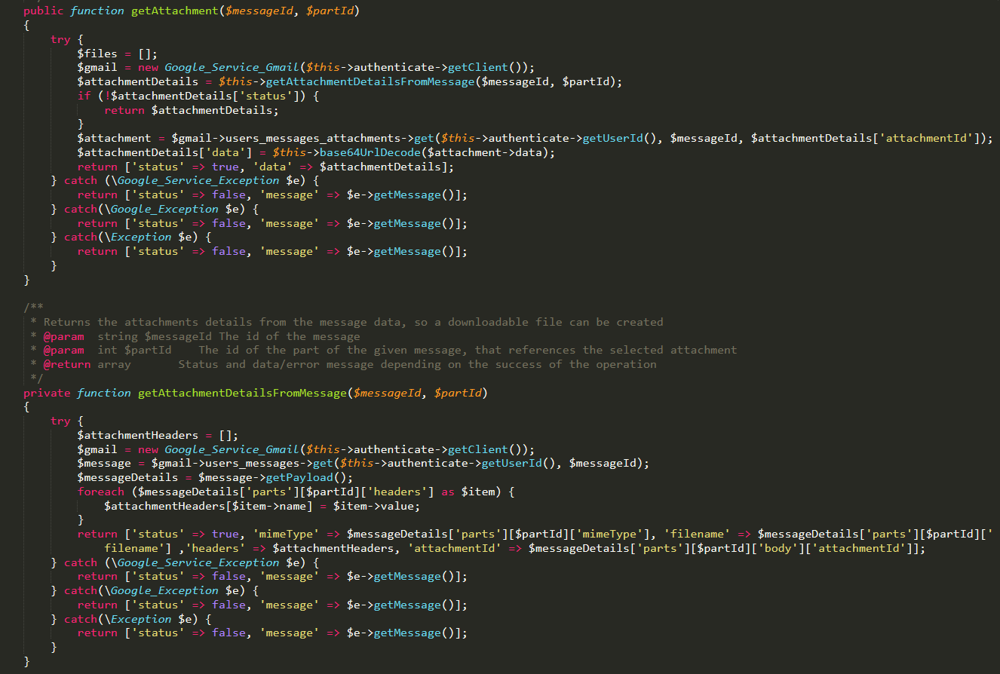 public function getAttachment($messageId, $partId)
{
    try {
        $files = [];
        $gmail = new Google_Service_Gmail($this->authenticate->getClient());
        $attachmentDetails = $this->getAttachmentDetailsFromMessage($messageId, $partId);
        if (!$attachmentDetails['status']) {
            return $attachmentDetails;
        }
        $attachment = $gmail->users_messages_attachments->get($this->authenticate->getUserId(), $messageId, $attachmentDetails['attachmentId']);
        $attachmentDetails['data'] = $this->base64UrlDecode($attachment->data);
        return ['status' => true, 'data' => $attachmentDetails];
    } catch (\Google_Service_Exception $e) {
        return ['status' => false, 'message' => $e->getMessage()];
    } catch(\Google_Exception $e) {
        return ['status' => false, 'message' => $e->getMessage()];
    } catch(\Exception $e) {
        return ['status' => false, 'message' => $e->getMessage()];
    }
}
/**
 * Returns the attachments details from the message data, so a downloadable file can be created
 * @param  string $messageId The id of the message
 * @param  int $partId    The id of the part of the given message, that references the selected attachment
 * @return array       Status and data/error message depending on the success of the operation
 */
private function getAttachmentDetailsFromMessage($messageId, $partId)
{
    try {
        $attachmentHeaders = [];
        $gmail = new Google_Service_Gmail($this->authenticate->getClient());
        $message = $gmail->users_messages->get($this->authenticate->getUserId(), $messageId);
        $messageDetails = $message->getPayload();
        foreach ($messageDetails['parts'][$partId]['headers'] as $item) {
            $attachmentHeaders[$item->name] = $item->value;
        }
        return ['status' => true, 'mimeType' => $messageDetails['parts'][$partId]['mimeType'], 'filename' => $messageDetails['parts'][$partId]['
            filename'] ,'headers' => $attachmentHeaders, 'attachmentId' => $messageDetails['parts'][$partId]['body']['attachmentId']];
    } catch (\Google_Service_Exception $e) {
        return ['status' => false, 'message' => $e->getMessage()];
    } catch(\Google_Exception $e) {
        return ['status' => false, 'message' => $e->getMessage()];
    } catch(\Exception $e) {
        return ['status' => false, 'message' => $e->getMessage()];
    }
}